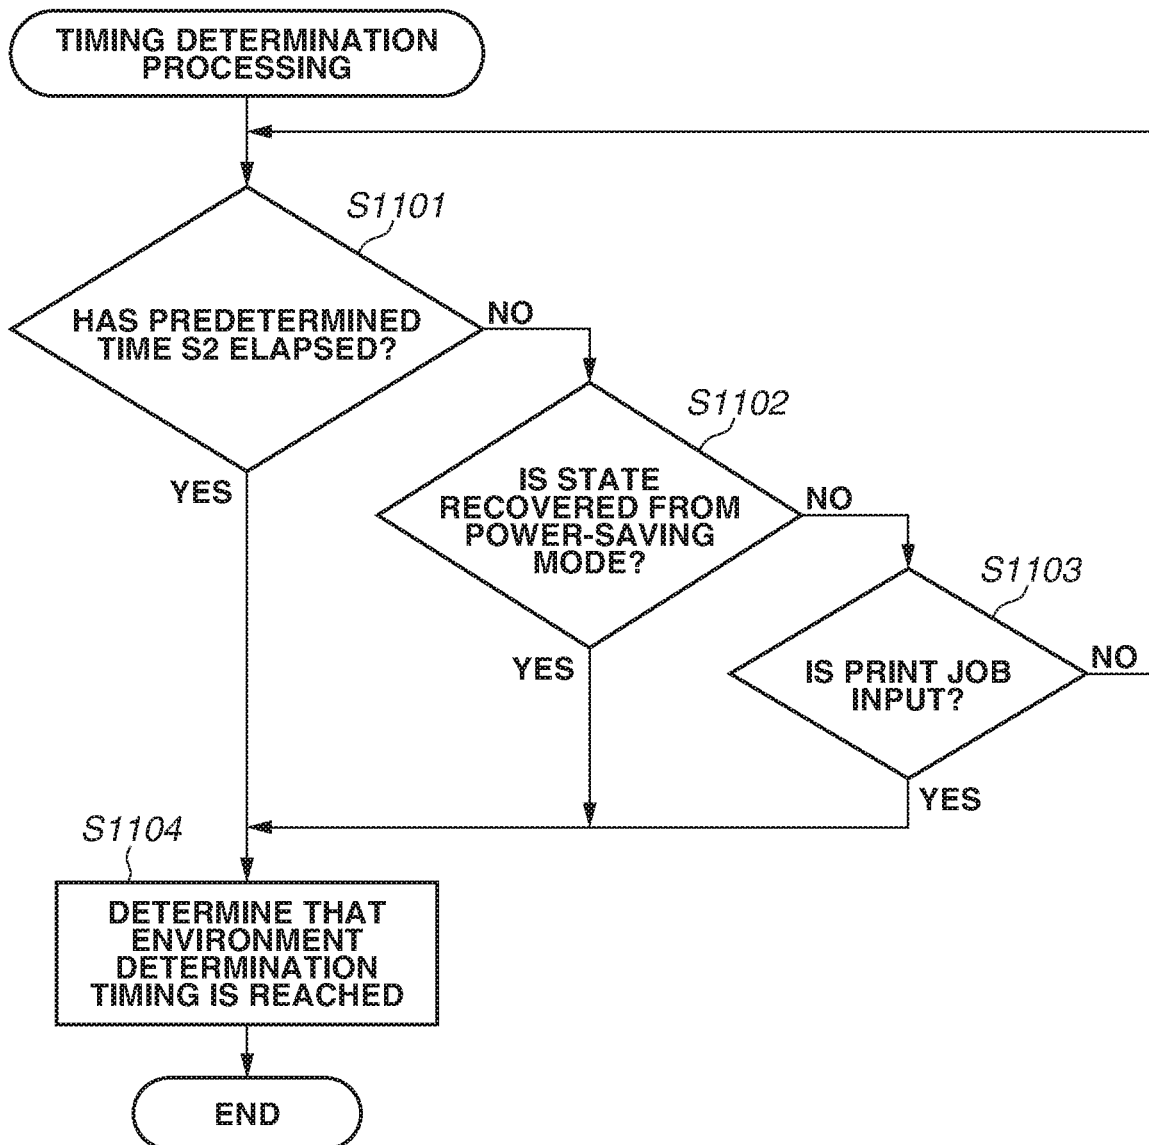 TIMING DETERMINATION
PROCESSING
S1101
HAS PREDETERMINED
TIME S2 ELAPSED?
NO
YES
S1102
IS STATE
RECOVERED FROM
POWER-SAVING
MODE?
NO
YES
S1103
IS PRINT JOB
INPUT?
NO
YES
S1104
DETERMINE THAT
ENVIRONMENT
DETERMINATION
TIMING IS REACHED
END